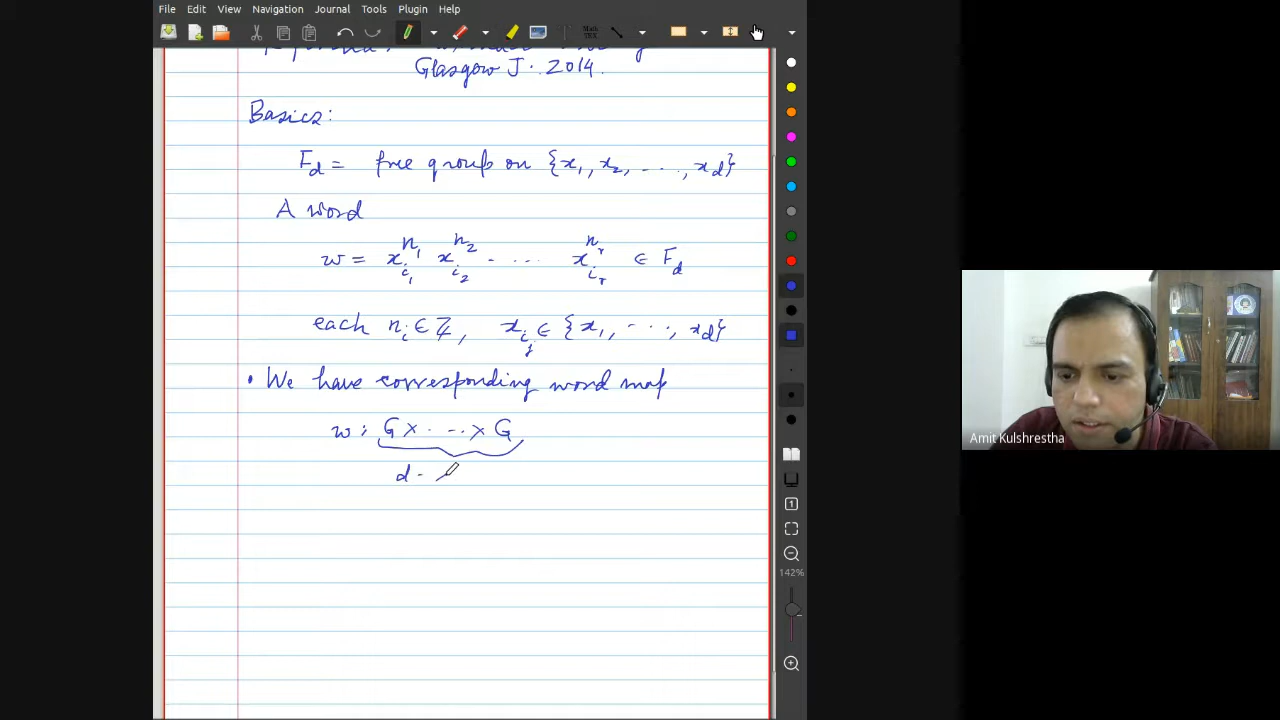 File Edit View Navigation Journal Tools Plugin Help
Glasgow J. 2014.
Basics:
F_d = free group on {x_1, x_2, ..., x_d}
A word
w = x_{i_1}^{n_1} x_{i_2}^{n_2} ... x_{i_r}^{n_r} ∈ F_d
each n_i ∈ ℤ, x_{i_j} ∈ {x_1, ..., x_d}
• We have corresponding word map
w : G × ... × G
d -
142%
Amit Kulshrestha